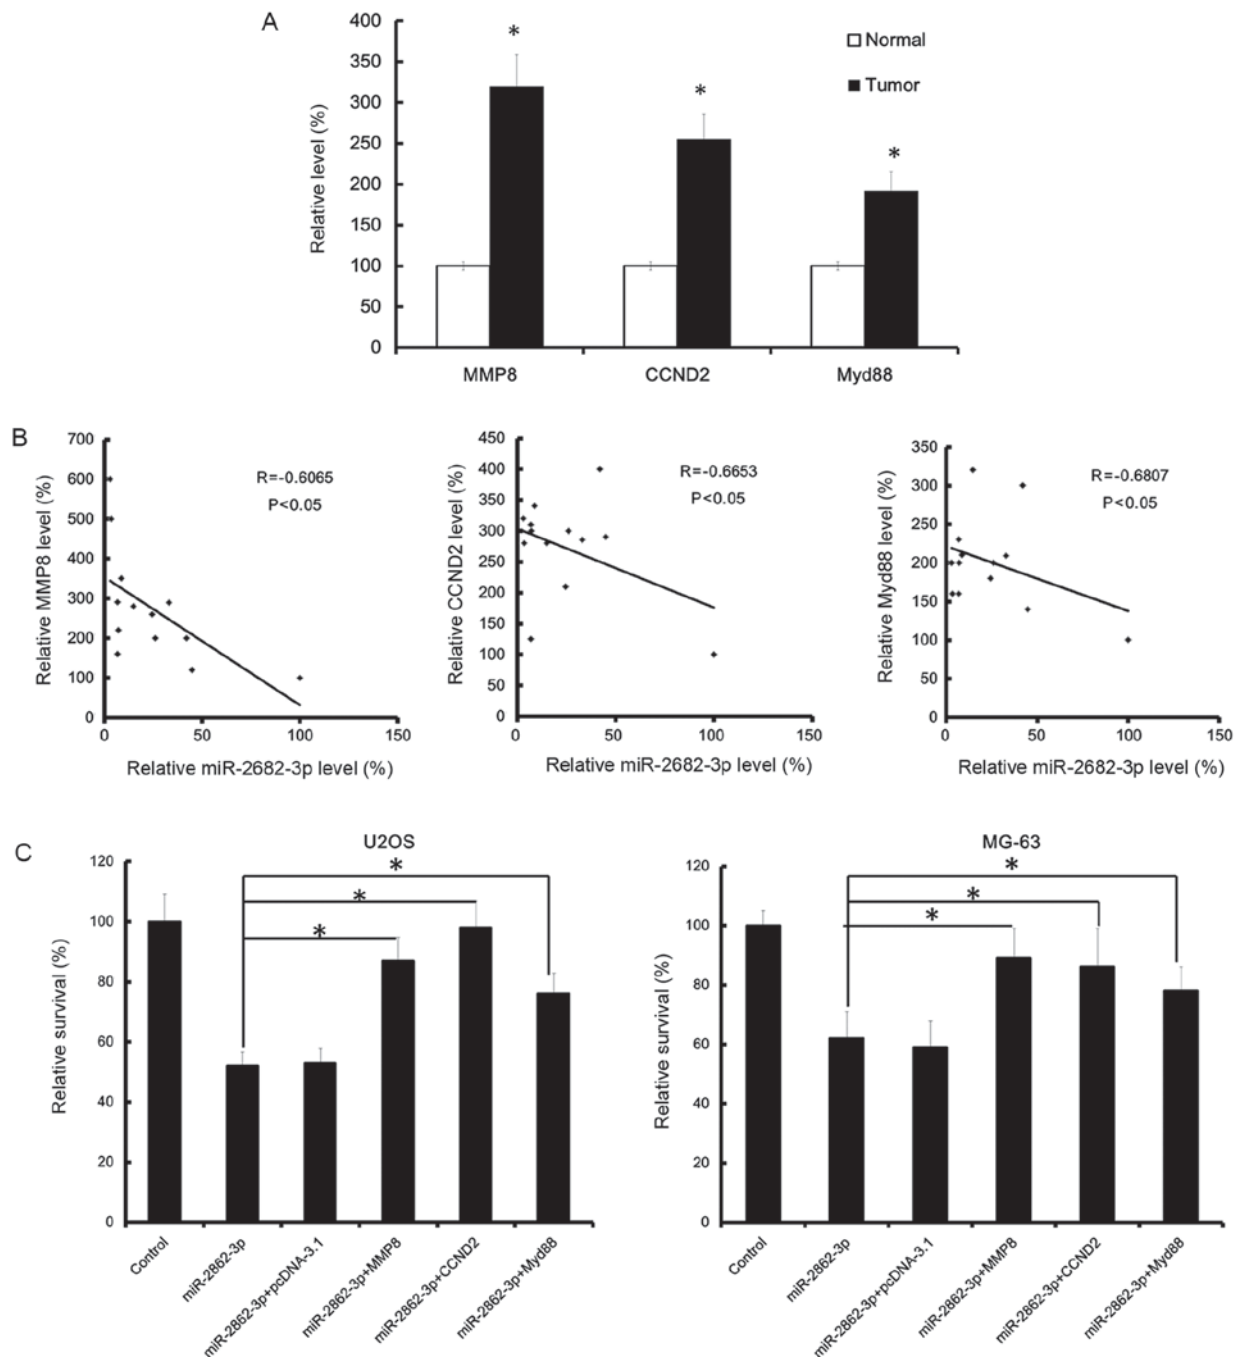 A
Relative level (%)
400
350
300
250
200
150
100
50
0
*
*
*
Normal
Tumor
MMP8
CCND2
Myd88
B
Relative MMP8 level (%)
700
600
500
400
300
200
100
0
R=-0.6065
P<0.05
0
50
100
150
Relative miR-2682-3p level (%)
Relative CCND2 level (%)
450
400
350
300
250
200
150
100
50
0
R=-0.6653
P<0.05
0
50
100
150
Relative miR-2682-3p level (%)
Relative Myd88 level (%)
350
300
250
200
150
100
50
0
R=-0.6807
P<0.05
0
50
100
150
Relative miR-2682-3p level (%)
C
U2OS
Relative survival (%)
120
100
80
60
40
20
0
*
*
*
Control
miR-2862-3p
miR-2862-3p+pcDNA-3.1
miR-2862-3p+MMP8
miR-2862-3p+CCND2
miR-2862-3p+Myd88
MG-63
Relative survival (%)
120
100
80
60
40
20
0
*
*
*
Control
miR-2862-3p
miR-2862-3p+pcDNA-3.1
miR-2862-3p+MMP8
miR-2862-3p+CCND2
miR-2862-3p+Myd88